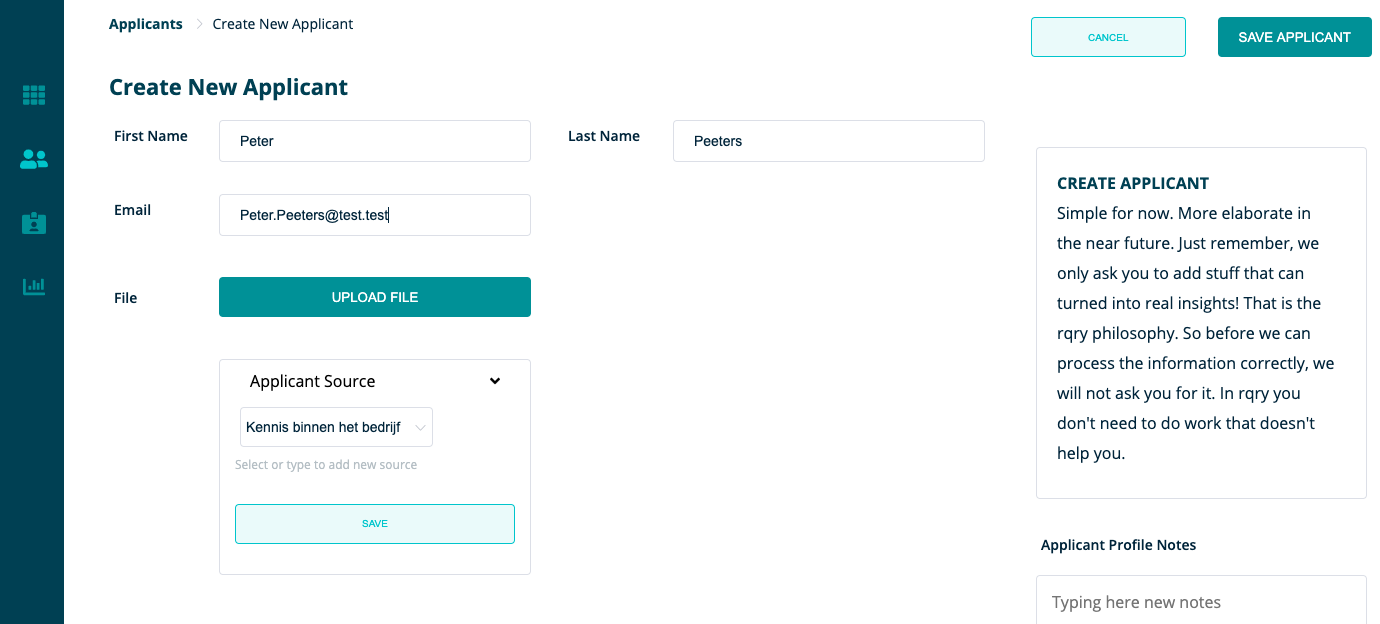 Applicants > Create New Applicant
CANCEL
SAVE APPLICANT
Create New Applicant
First Name
Peter
Last Name
Peeters
Email
Peter.Peeters@test.test
File
UPLOAD FILE
Applicant Source
Kennis binnen het bedrijf
Select or type to add new source
SAVE
CREATE APPLICANT
Simple for now. More elaborate in
the near future. Just remember, we
only ask you to add stuff that can
turned into real insights! That is the
rqry philosophy. So before we can
process the information correctly, we
will not ask you for it. In rqry you
don't need to do work that doesn't
help you.
Applicant Profile Notes
Typing here new notes